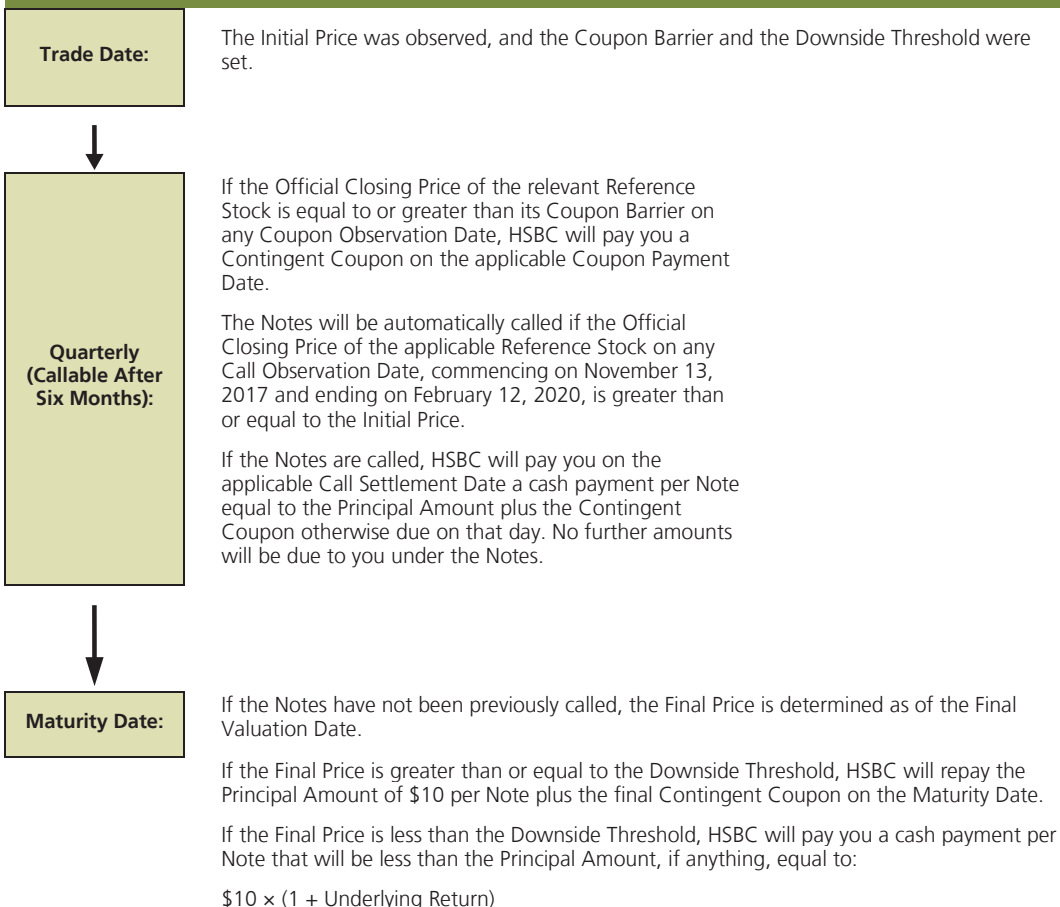 Trade Date:
The Initial Price was observed, and the Coupon Barrier and the Downside Threshold were
set.
Quarterly
(Callable After
Six Months):
If the Official Closing Price of the relevant Reference
Stock is equal to or greater than its Coupon Barrier on
any Coupon Observation Date, HSBC will pay you a
Contingent Coupon on the applicable Coupon Payment
Date.
The Notes will be automatically called if the Official
Closing Price of the applicable Reference Stock on any
Call Observation Date, commencing on November 13,
2017 and ending on February 12, 2020, is greater than
or equal to the Initial Price.
If the Notes are called, HSBC will pay you on the
applicable Call Settlement Date a cash payment per Note
equal to the Principal Amount plus the Contingent
Coupon otherwise due on that day. No further amounts
will be due to you under the Notes.
Maturity Date:
If the Notes have not been previously called, the Final Price is determined as of the Final
Valuation Date.
If the Final Price is greater than or equal to the Downside Threshold, HSBC will repay the
Principal Amount of $10 per Note plus the final Contingent Coupon on the Maturity Date.
If the Final Price is less than the Downside Threshold, HSBC will pay you a cash payment per
Note that will be less than the Principal Amount, if anything, equal to:
$10 × (1 + Underlying Return)